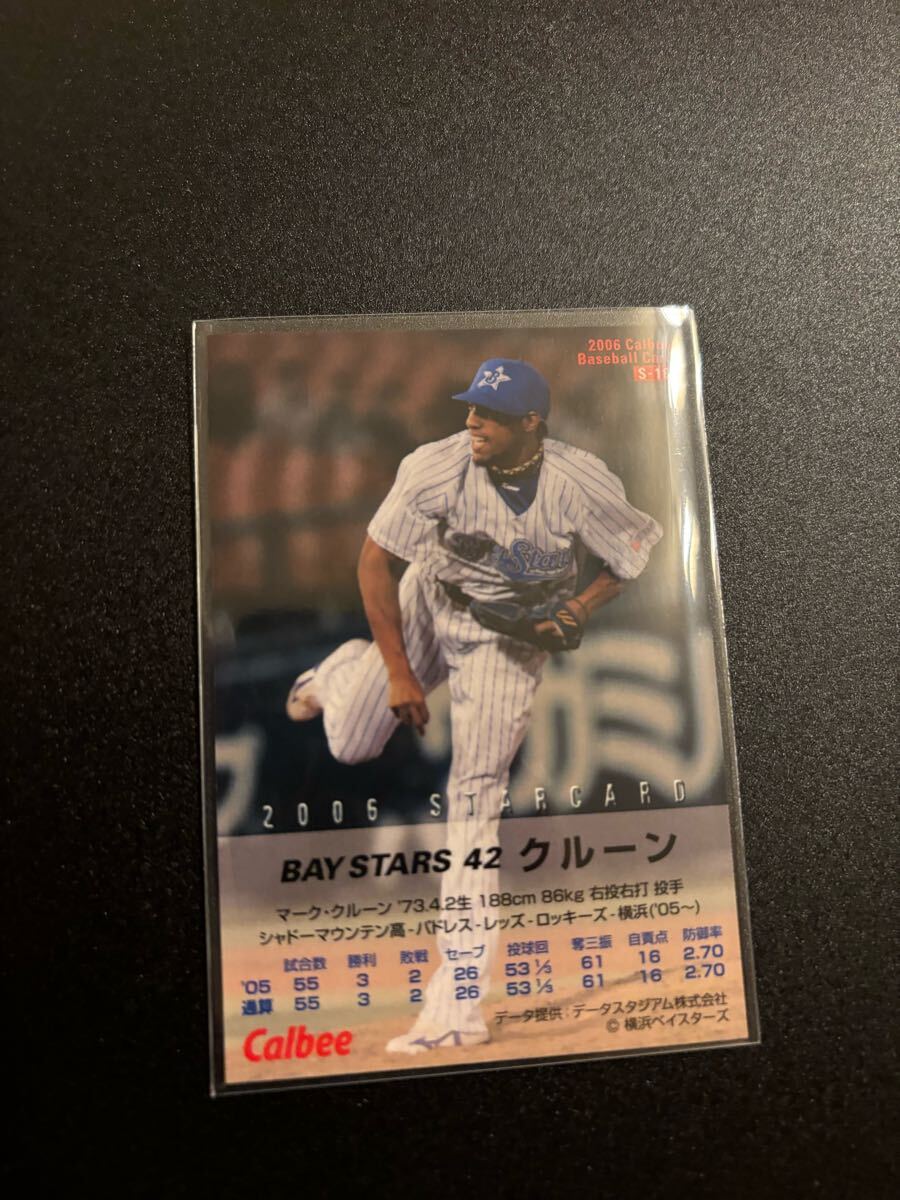 2006 Calbee
Baseball Card
2006 STARCARD
BAY STARS 42 クルーン
マーク・クルーン '73.4.2生 188cm 86kg 右投右打 投手
シャドーマウンテン高-パドレス-レッズ-ロッキーズ-横浜('05~)
試合数 勝利 敗戦 セーブ 投球回 奪三振 自責点 防御率
'05 55 3 2 26 53 1/3 61 16 2.70
通算 55 3 2 26 53 1/3 61 16 2.70
データ提供:データスタジアム株式会社
© 横浜ベイスターズ
Calbee